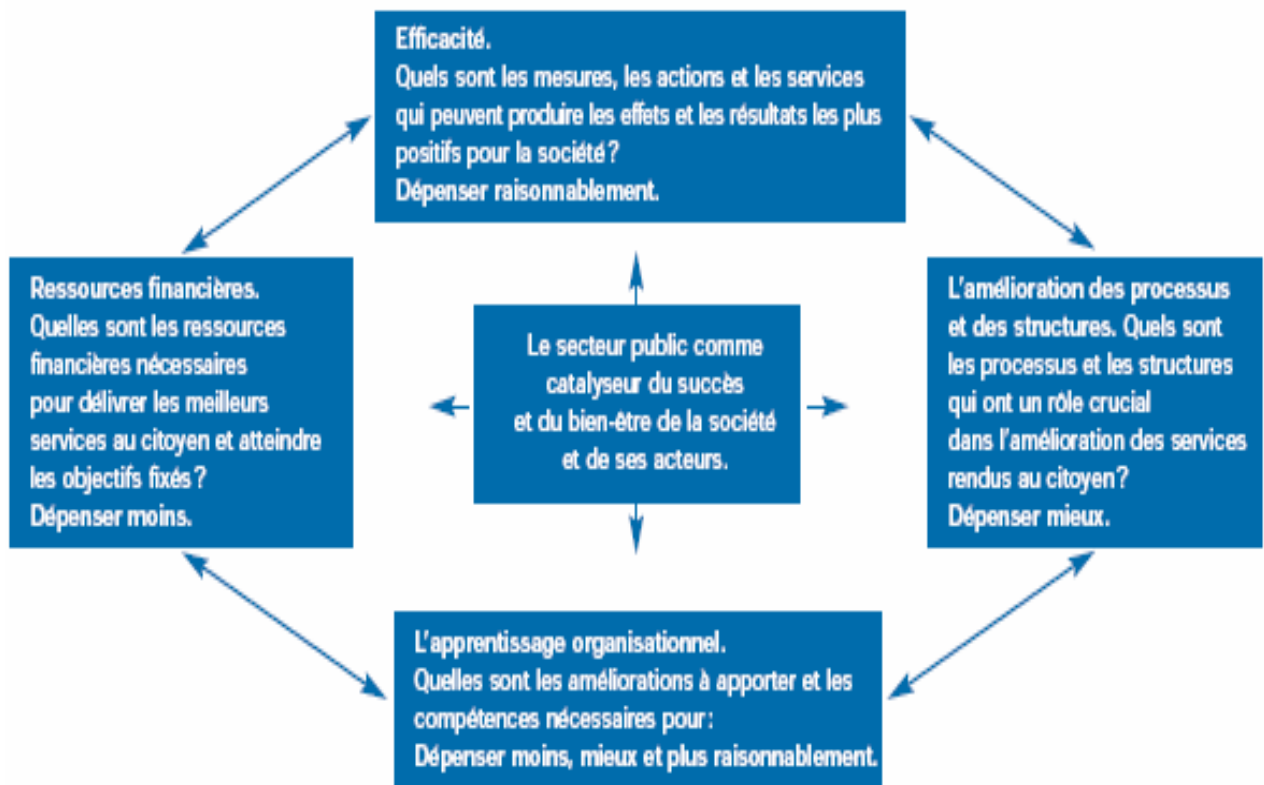 Efficacité.
Quels sont les mesures, les actions et les services
qui peuvent produire les effets et les résultats les plus
positifs pour la société ?
Dépenser raisonnablement.
Ressources financières.
Quelles sont les ressources
financières nécessaires
pour délivrer les meilleurs
services au citoyen et atteindre
les objectifs fixés ?
Dépenser moins.
Le secteur public comme
catalyseur du succès
et du bien-être de la société
et de ses acteurs.
L'amélioration des processus
et des structures. Quels sont
les processus et les structures
qui ont un rôle crucial
dans l'amélioration des services
rendus au citoyen ?
Dépenser mieux.
L'apprentissage organisationnel.
Quelles sont les améliorations à apporter et les
compétences nécessaires pour :
Dépenser moins, mieux et plus raisonnablement.